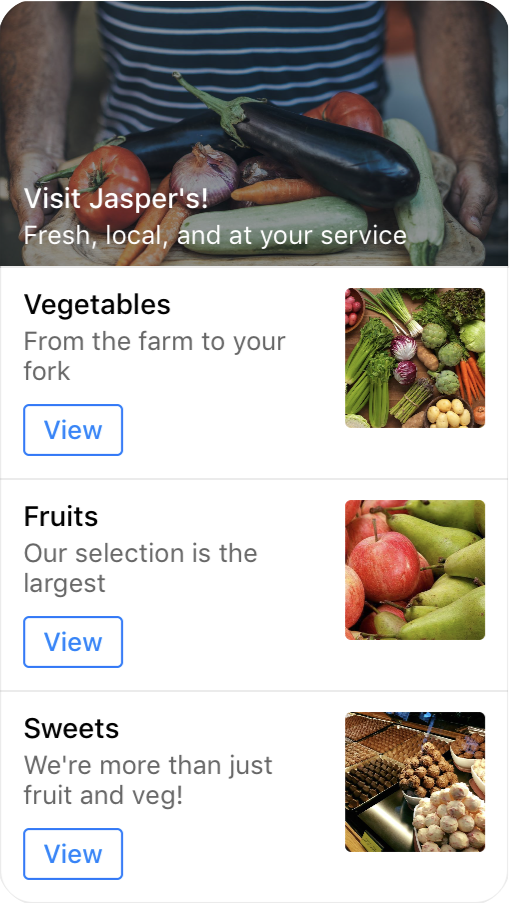 Visit Jasper's!
Fresh, local, and at your service
Vegetables
From the farm to your
fork
View
Fruits
Our selection is the
largest
View
Sweets
We're more than just
fruit and veg!
View